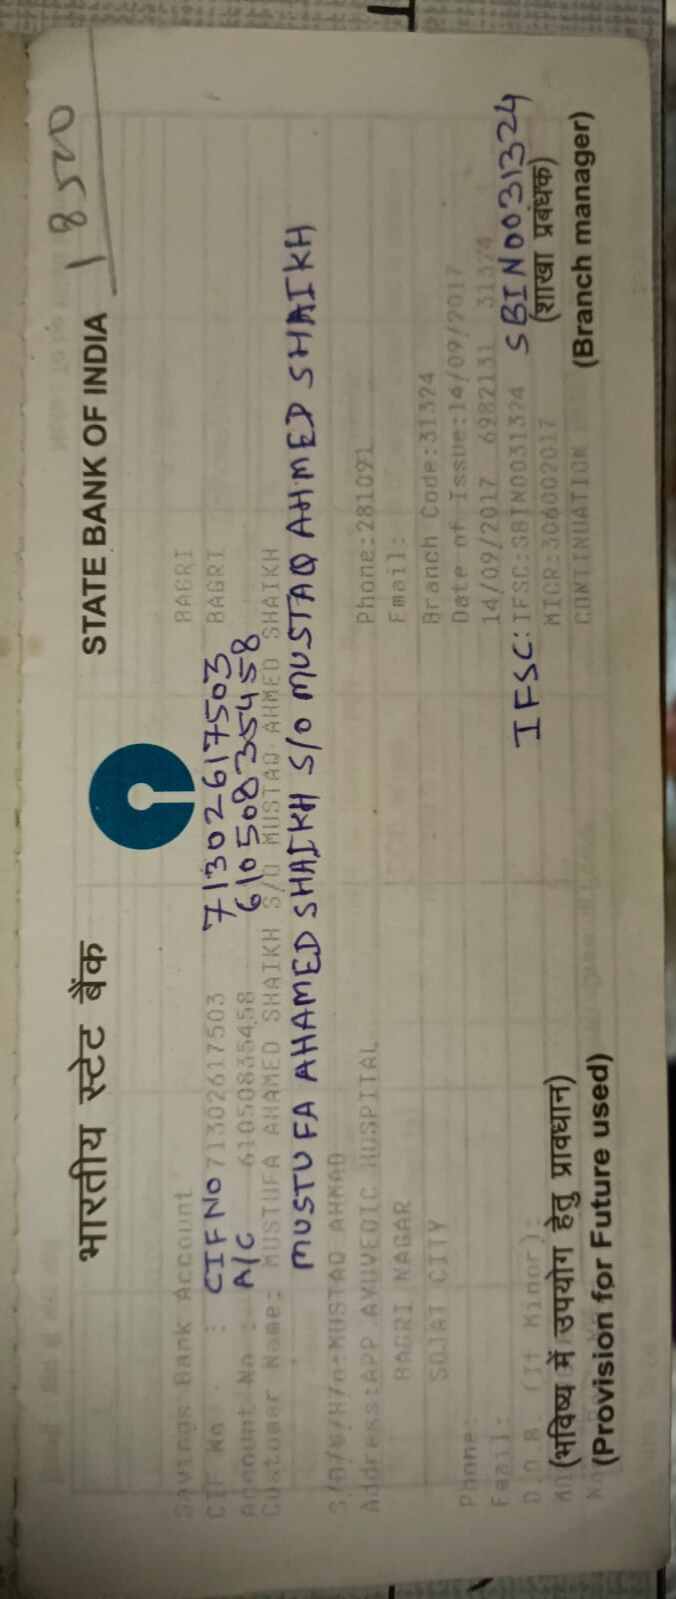 भारतीय स्टेट बैंक STATE BANK OF INDIA 18500
Savings Bank Account BAGRI
CIF No : CIF No 71302617503 71302617503 BAGRI
Account No : A/C 61050835458 61050835458
Customer Name: MUSTUFA AHAMED SHAIKH S/O MUSTAQ AHMED SHAIKH
MUSTUFA AHAMED SHAIKH S/O MUSTAQ AHMED SHAIKH
S/D/W/H/o:MUSTAQ AHMAD
Address:APP AYUVEDIC HOSPITAL Phone:281091
BAGRI NAGAR Email:
SOJAT CITY Branch Code:31324
Phone: Date of Issue:14/09/2017
Email: 14/09/2017 6982131 31324
D.O.B. (If Minor): IFSC: IFSC:SBIN0031324 SBIN0031324
(भविष्य में उपयोग हेतु प्रावधान) MICR:306002017 (शाखा प्रबंधक)
(Provision for Future used) CONTINUATION (Branch manager)